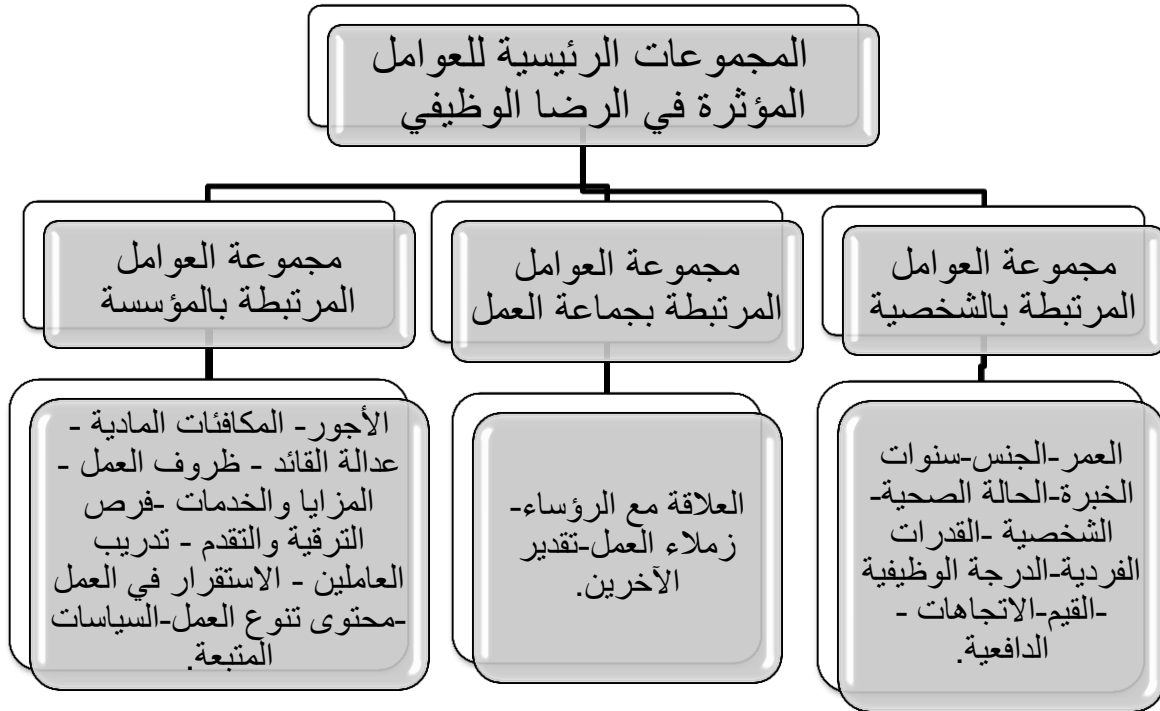 المجموعات الرئيسية للعوامل
المؤثرة في الرضا الوظيفي
مجموعة العوامل
المرتبطة بالشخصية
العمر-الجنس-سنوات
الخبرة-الحالة الصحية-
الشخصية -القدرات
الفردية-الدرجة الوظيفية
-القيم-الاتجاهات -
الدافعية.
مجموعة العوامل
المرتبطة بجماعة العمل
العلاقة مع الرؤساء-
زملاء العمل-تقدير
الآخرين.
مجموعة العوامل
المرتبطة بالمؤسسة
الأجور- المكافئات المادية -
عدالة القائد - ظروف العمل -
المزايا والخدمات -فرص
الترقية والتقدم - تدريب
العاملين - الاستقرار في العمل
-محتوى تنوع العمل-السياسات
المتبعة.